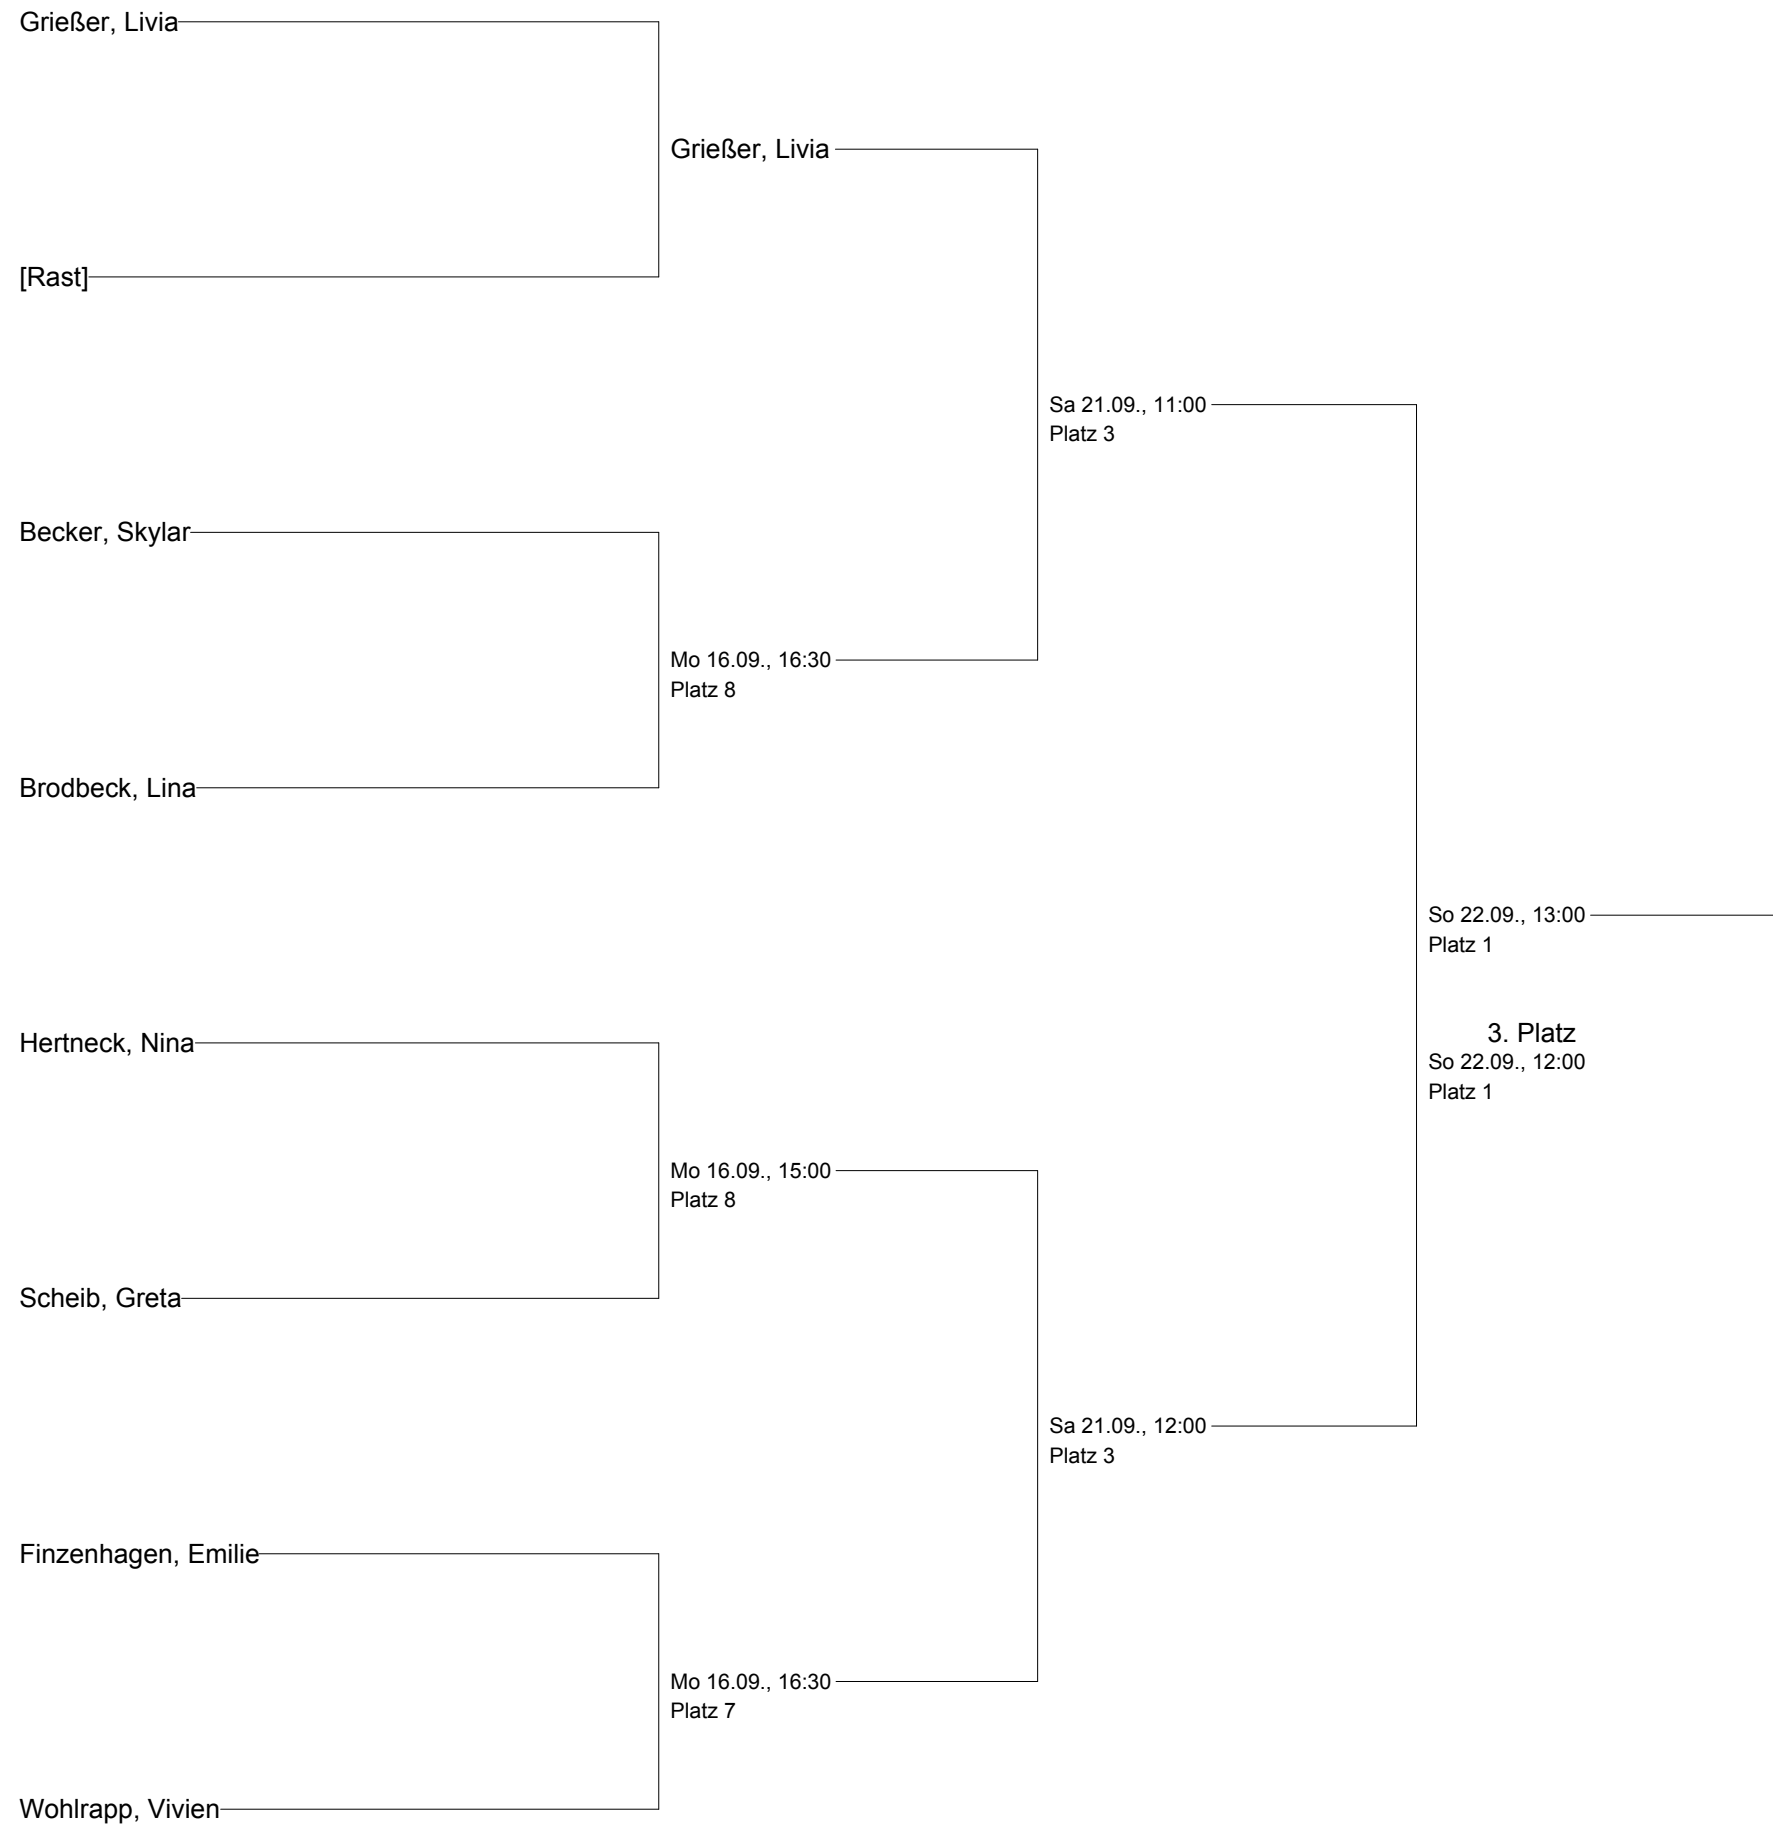 Grießer, Livia
Grießer, Livia
[Rast]
Sa 21.09., 11:00
Platz 3
Becker, Skylar
Mo 16.09., 16:30
Platz 8
Brodbeck, Lina
So 22.09., 13:00
Platz 1
3. Platz
So 22.09., 12:00
Platz 1
Hertneck, Nina
Mo 16.09., 15:00
Platz 8
Scheib, Greta
Sa 21.09., 12:00
Platz 3
Finzenhagen, Emilie
Mo 16.09., 16:30
Platz 7
Wohlrapp, Vivien